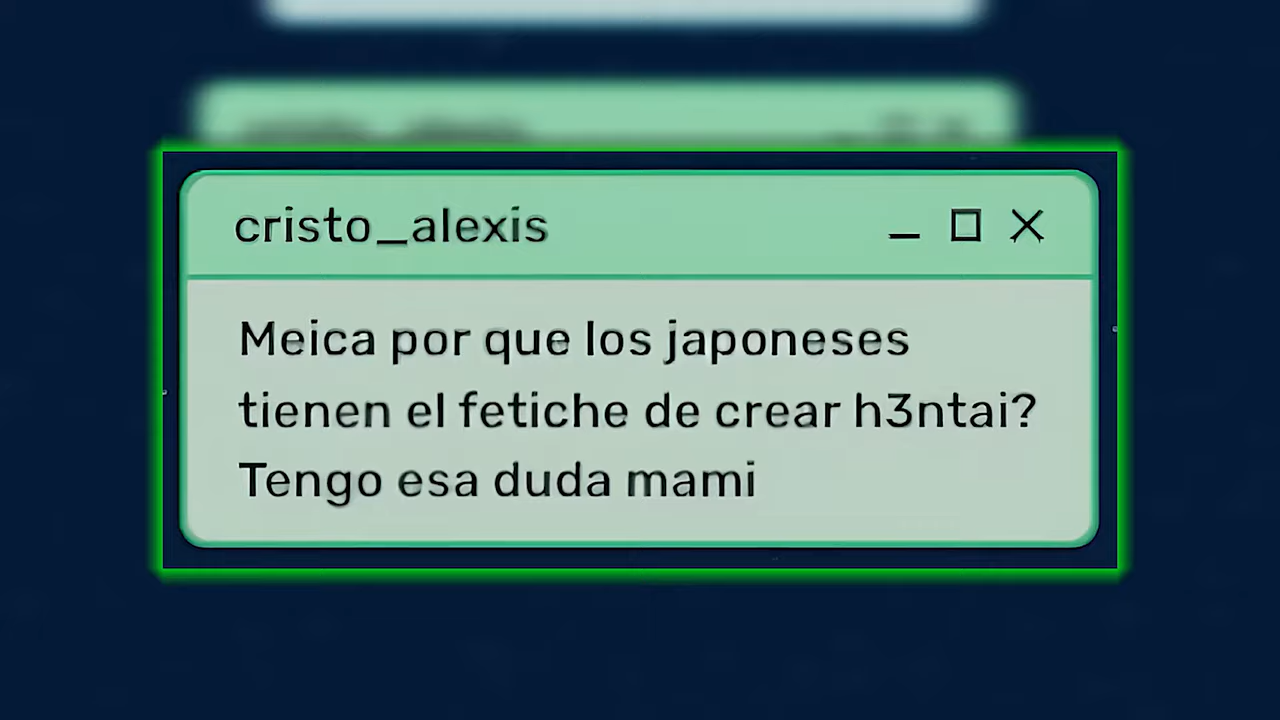 cristo_alexis
Meica por que los japoneses
tienen el fetiche de crear h3ntai?
Tengo esa duda mami